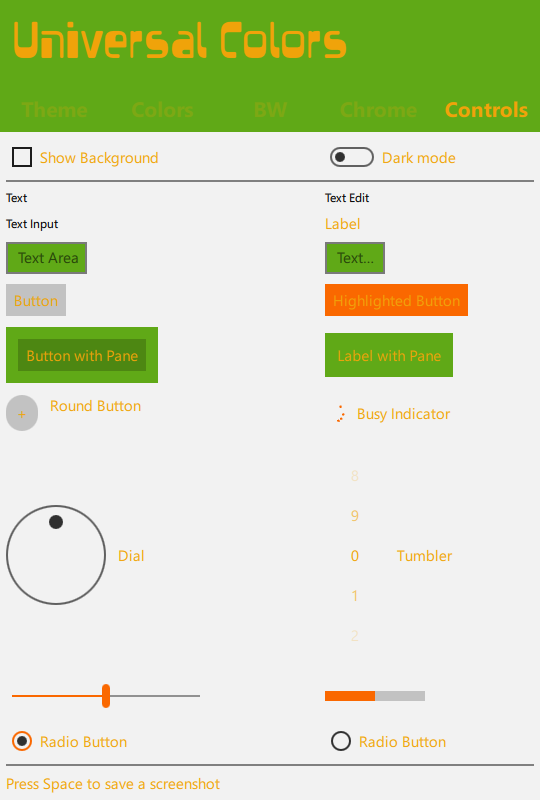 Universal Colors
Theme Colors BW Chrome Controls
Show Background Dark mode
Text Text Edit
Text Input Label
Text Area Text...
Button Highlighted Button
Button with Pane Label with Pane
+ Round Button Busy Indicator
8
9
Dial 0 Tumbler
1
2
Radio Button Radio Button
Press Space to save a screenshot